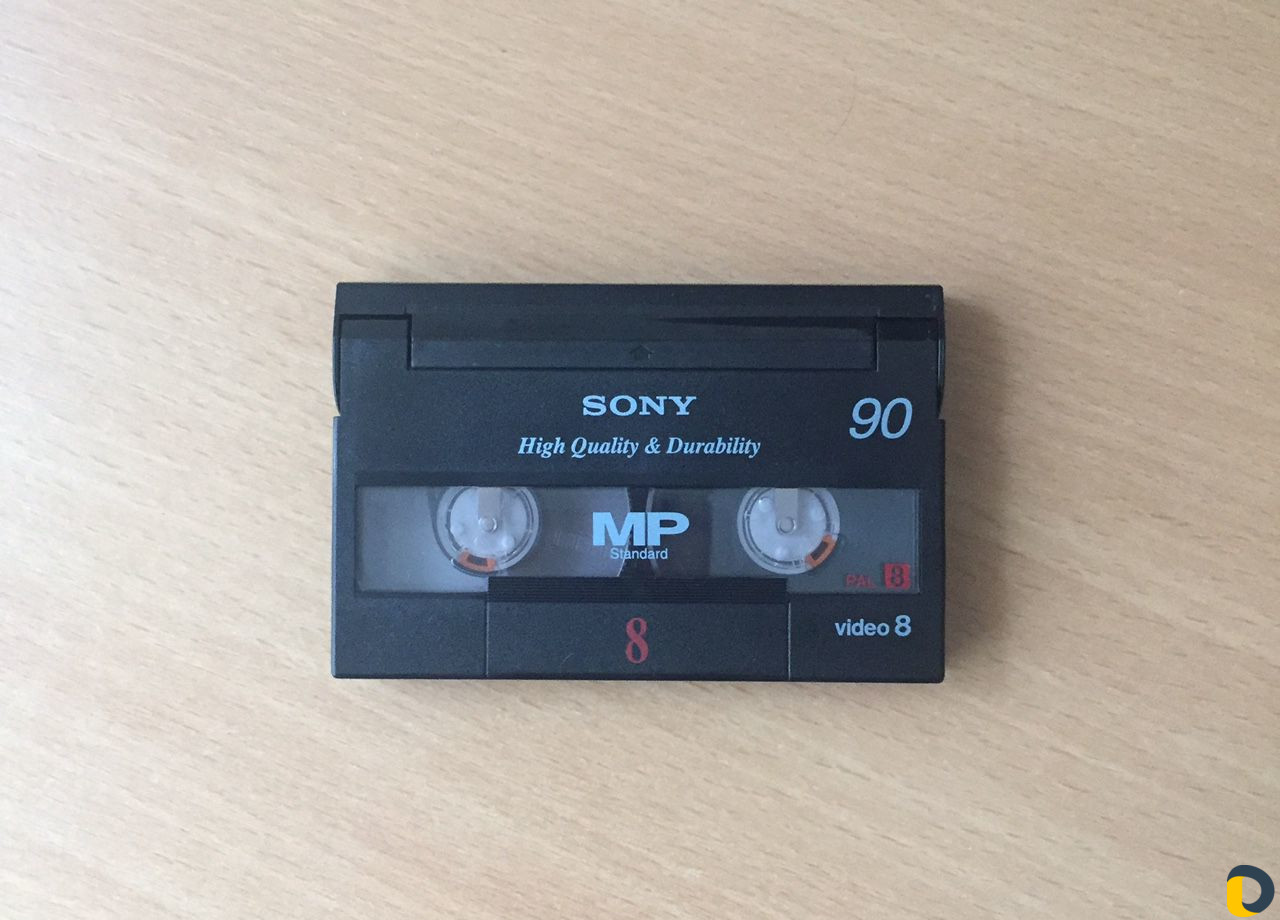 SONY
90
High Quality & Durability
MP
Standard
PAL 8
8
video 8